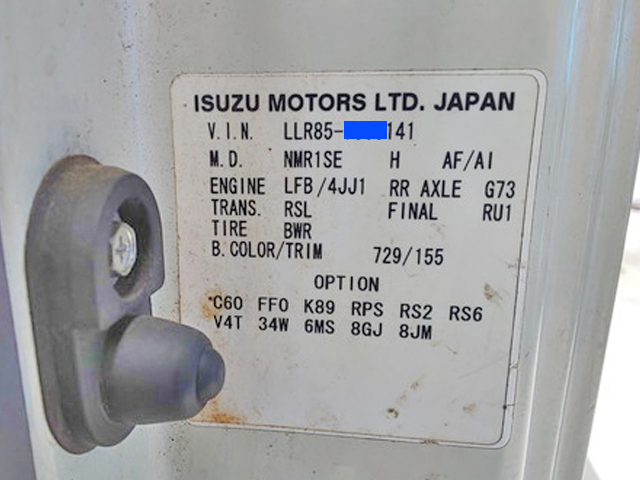 ISUZU MOTORS LTD. JAPAN
V.I.N. LLR85- 141
M.D. NMR1SE H AF/AI
ENGINE LFB/4JJ1 RR AXLE G73
TRANS. RSL FINAL RU1
TIRE BWR
B.COLOR/TRIM 729/155
OPTION
*C60 FF0 K89 RPS RS2 RS6
V4T 34W 6MS 8GJ 8JM